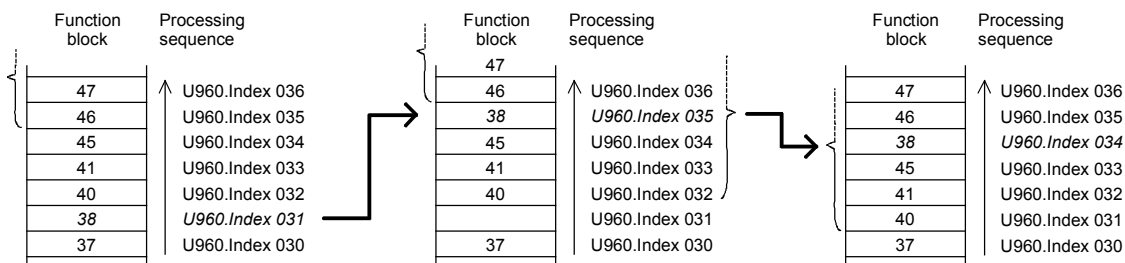 Function block Processing sequence
47 U960.Index 036
46 U960.Index 035
45 U960.Index 034
41 U960.Index 033
40 U960.Index 032
38 U960.Index 031
37 U960.Index 030
Function block Processing sequence
47
46 U960.Index 036
38 U960.Index 035
45 U960.Index 034
41 U960.Index 033
40 U960.Index 032
U960.Index 031
37 U960.Index 030
Function block Processing sequence
47 U960.Index 036
46 U960.Index 035
38 U960.Index 034
45 U960.Index 033
41 U960.Index 032
40 U960.Index 031
37 U960.Index 030